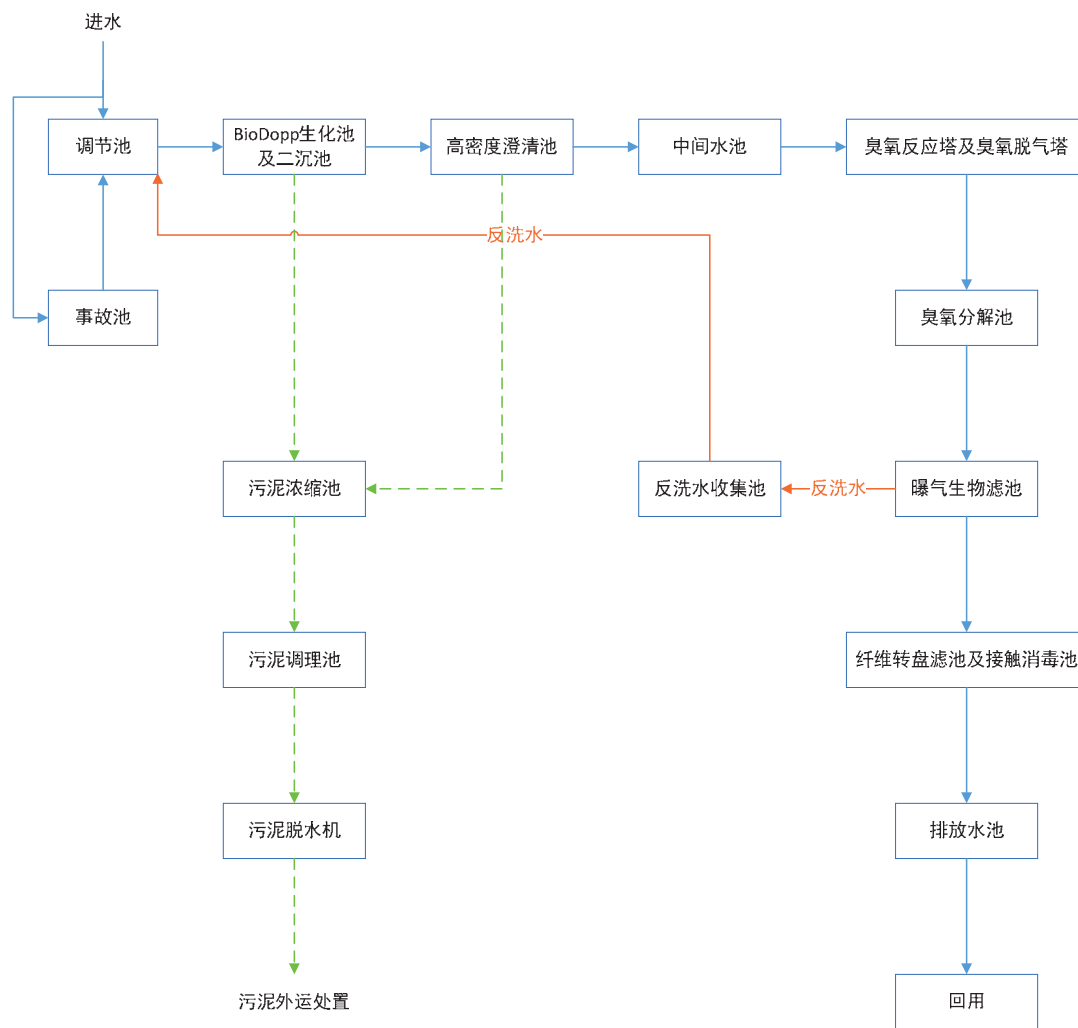 进水
调节池
BioDopp生化池
及二沉池
高密度澄清池
中间水池
臭氧反应塔及臭氧脱气塔
反洗水
事故池
臭氧分解池
污泥浓缩池
反洗水收集池
反洗水
曝气生物滤池
污泥调理池
纤维转盘滤池及接触消毒池
污泥脱水机
排放水池
污泥外运处置
回用